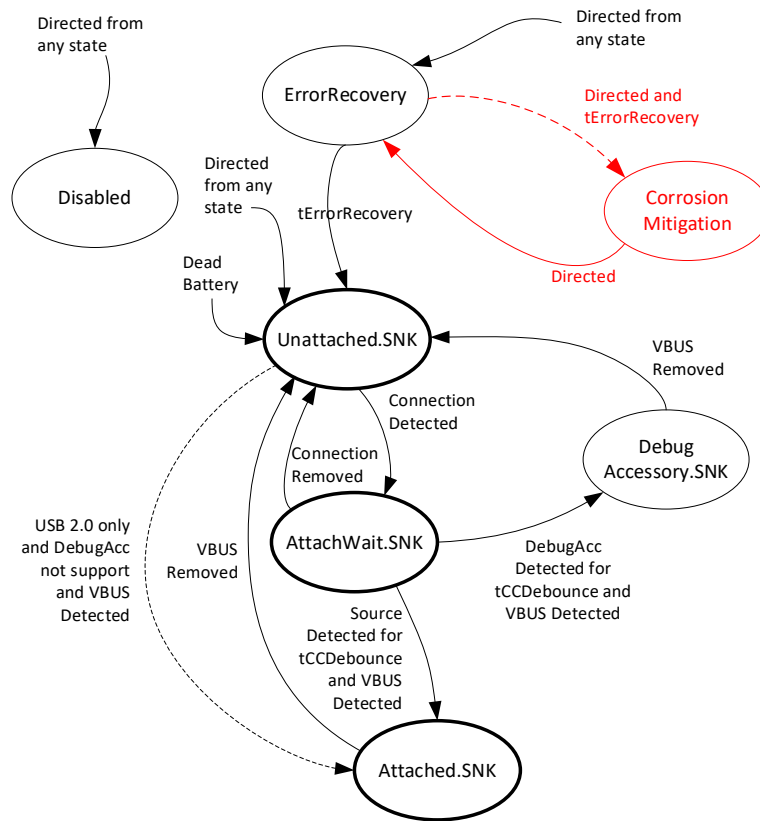 Directed from
any state
Directed from
any state
ErrorRecovery
Directed and
tErrorRecovery
Disabled
Directed
from any
state
tErrorRecovery
Corrosion
Mitigation
Directed
Dead
Battery
Unattached.SNK
VBUS
Removed
Connection
Detected
Connection
Removed
Debug
Accessory.SNK
USB 2.0 only
and DebugAcc
not support
and VBUS
Detected
VBUS
Removed
AttachWait.SNK
DebugAcc
Detected for
tCCDebounce and
VBUS Detected
Source
Detected for
tCCDebounce
and VBUS
Detected
Attached.SNK